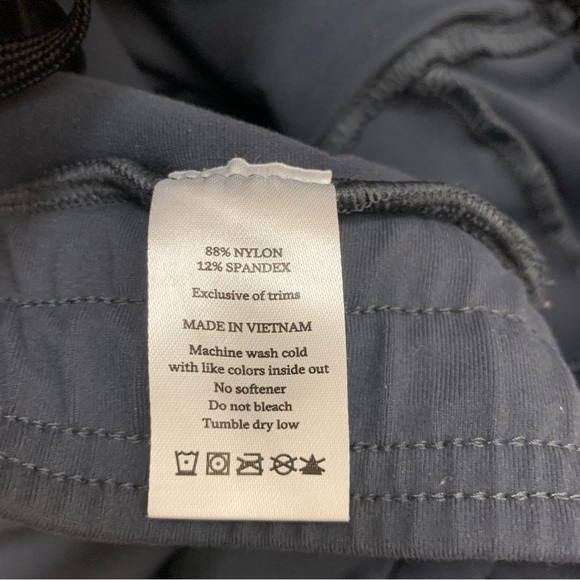 88% NYLON
12% SPANDEX
Exclusive of trims
MADE IN VIETNAM
Machine wash cold
with like colors inside out
No softener
Do not bleach
Tumble dry low